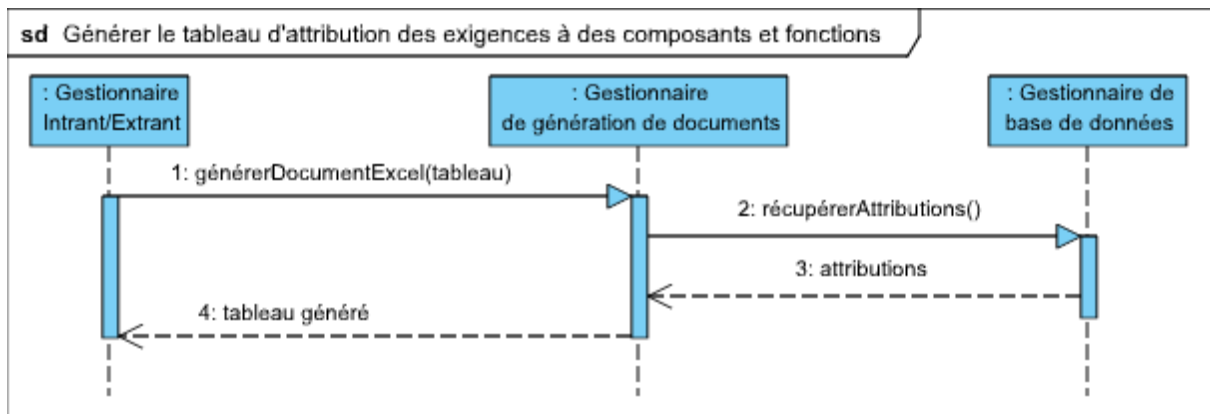 sd Générer le tableau d'attribution des exigences à des composants et fonctions
: Gestionnaire
Intrant/Extrant
: Gestionnaire
de génération de documents
: Gestionnaire de
base de données
1: générerDocumentExcel(tableau)
2: récupérerAttributions()
3: attributions
4: tableau généré